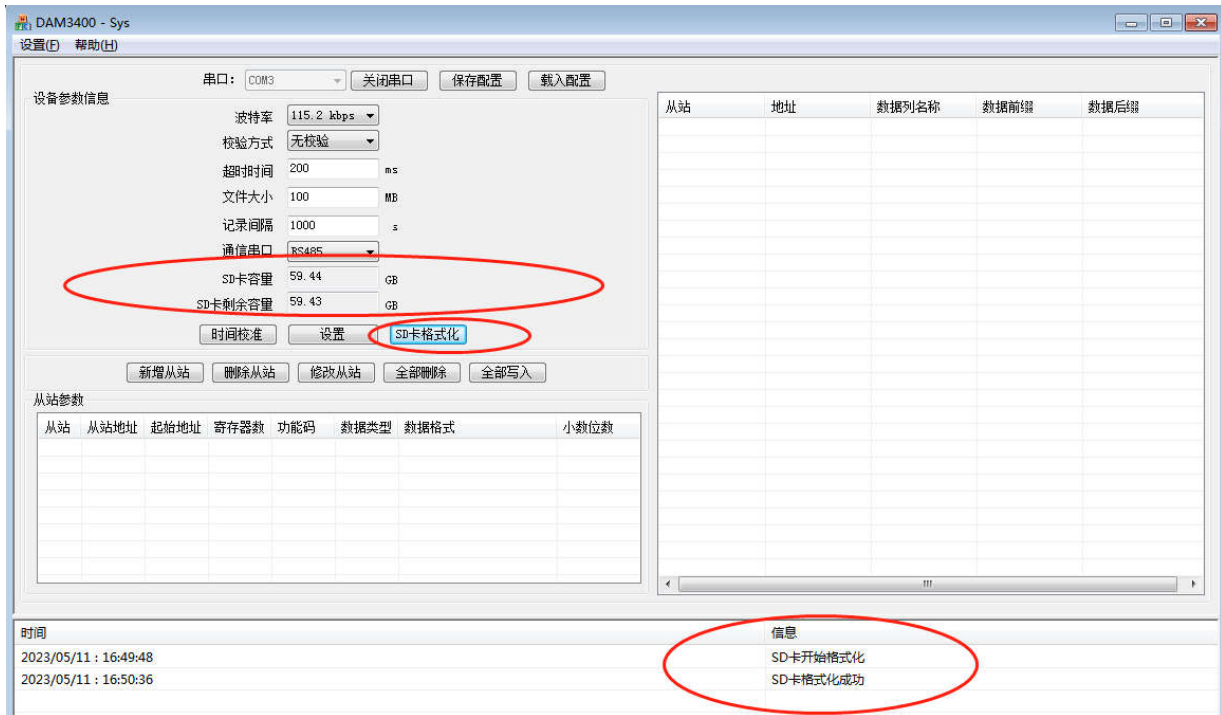 DAM3400 - Sys
设置(F) 帮助(H)
串口： COM3 关闭串口 保存配置 载入配置
设备参数信息
波特率 115.2 kbps
校验方式 无校验
超时时间 200 ms
文件大小 100 MB
记录间隔 1000 s
通信串口 RS485
SD卡容量 59.44 GB
SD卡剩余容量 59.43 GB
时间校准 设置 SD卡格式化
新增从站 删除从站 修改从站 全部删除 全部写入
从站参数
从站 从站地址 起始地址 寄存器数 功能码 数据类型 数据格式 小数位数
从站 地址 数据列名称 数据前缀 数据后缀
时间 信息
2023/05/11 : 16:49:48 SD卡开始格式化
2023/05/11 : 16:50:36 SD卡格式化成功